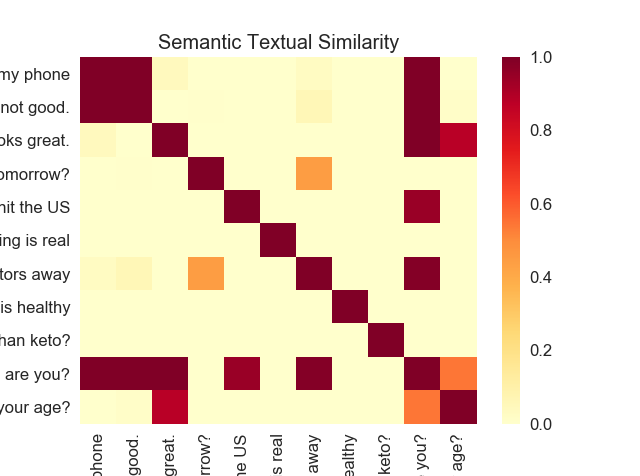 Semantic Textual Similarity
my phone
not good.
oks great.
omorrow?
hit the US
ing is real
tors away
is healthy
han keto?
are you?
your age?
1.0
0.8
0.6
0.4
0.2
0.0
phone
good.
great.
rrow?
he US
s real
away
ealthy
keto?
you?
age?